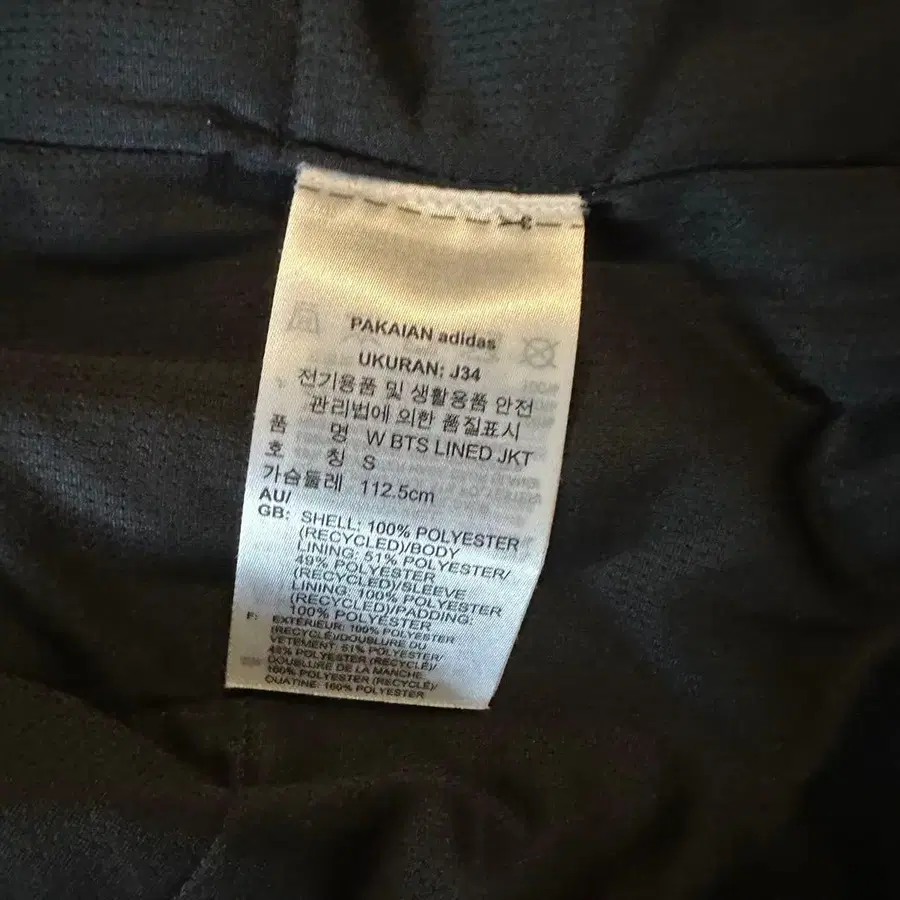 PAKAIAN adidas
UKURAN: J34
전기용품 및 생활용품 안전
관리법에 의한 품질표시
품 명 W BTS LINED JKT
호 칭 S
가슴둘레 112.5cm
AU/
GB: SHELL: 100% POLYESTER
(RECYCLED)/BODY
LINING: 51% POLYESTER/
49% POLYESTER
(RECYCLED)/SLEEVE
LINING: 100% POLYESTER
(RECYCLED)/PADDING:
100% POLYESTER
F: EXTÉRIEUR: 100% POLYESTER
(RECYCLÉ)/DOUBLURE DU
VÊTEMENT: 51% POLYESTER/
49% POLYESTER (RECYCLÉ)/
DOUBLURE DE LA MANCHE:
100% POLYESTER (RECYCLÉ)/
OUATINE: 100% POLYESTER